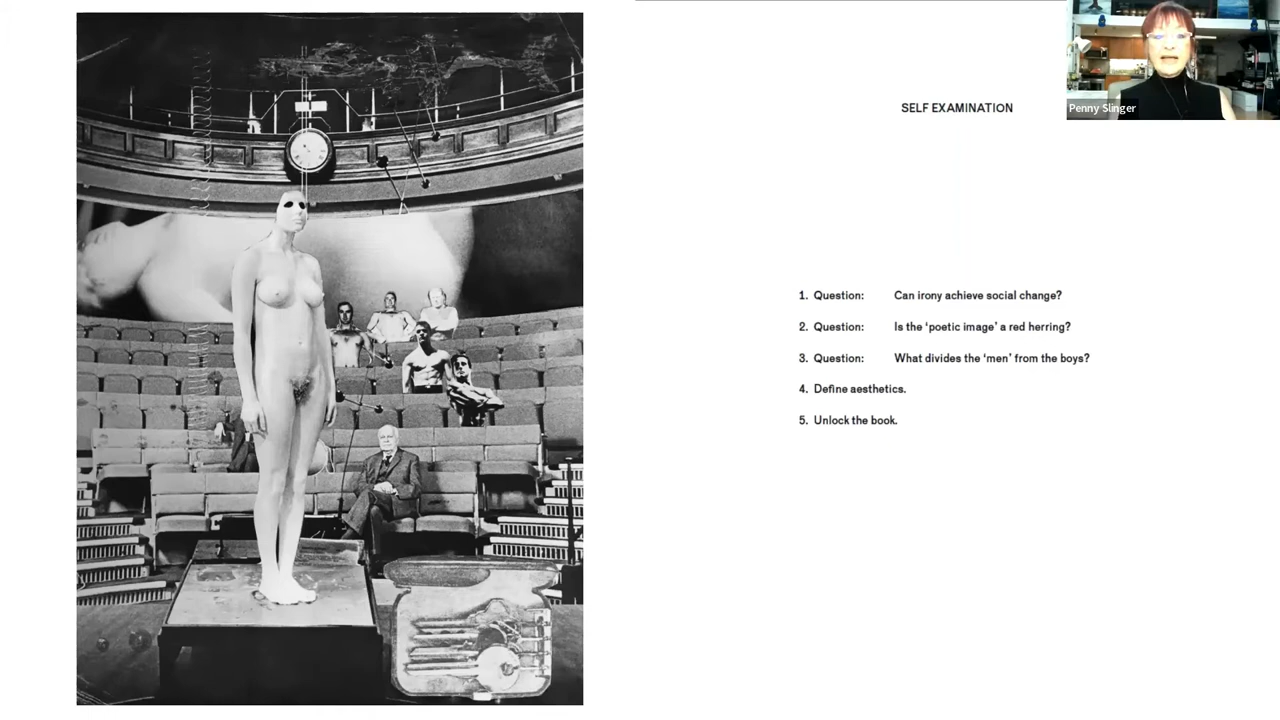 Penny Slinger
SELF EXAMINATION
1. Question: Can irony achieve social change?
2. Question: Is the ‘poetic image’ a red herring?
3. Question: What divides the ‘men’ from the boys?
4. Define aesthetics.
5. Unlock the book.